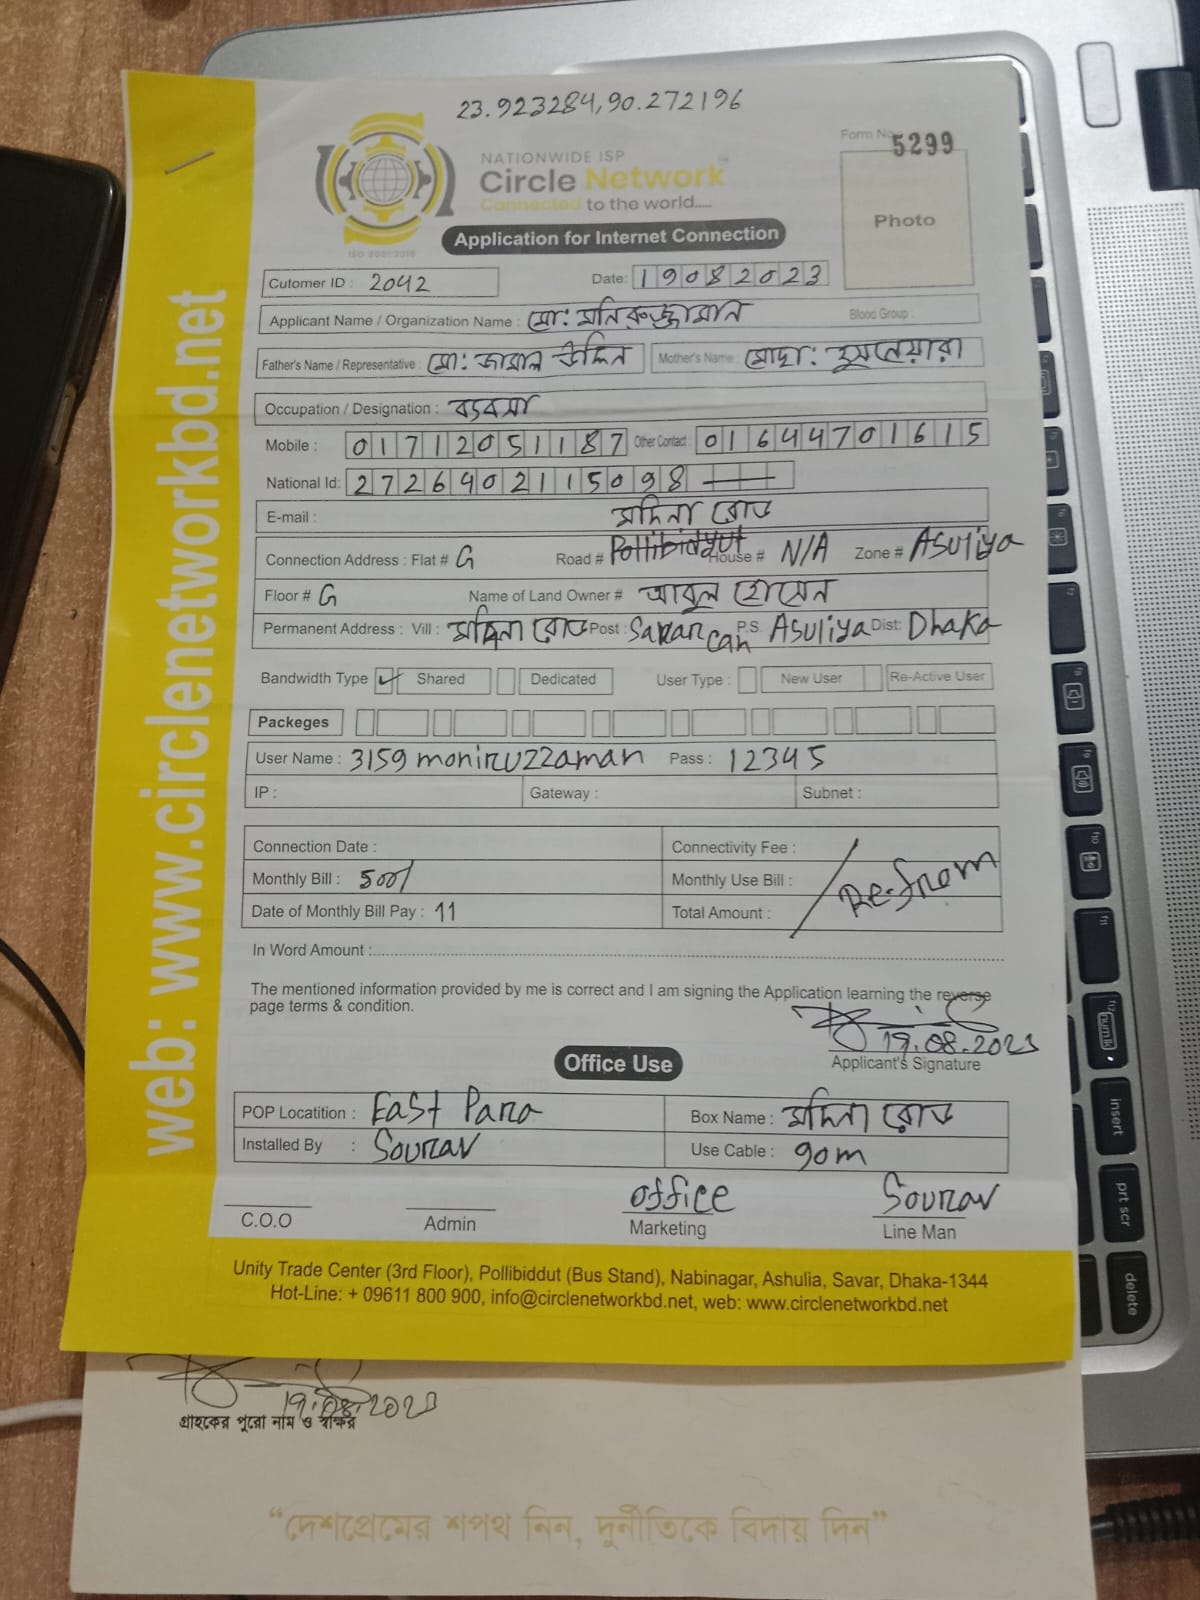 23.923284,90.272196
Form No. 5299
NATIONWIDE ISP
Circle Network
Connected to the world.....
ISO 9001:2015
Application for Internet Connection
Photo
Cutomer ID : 2042 Date: 19082023
Applicant Name / Organization Name : মো: মনিরুজ্জামান Blood Group :
Father's Name / Representative : মো: জামাল উদ্দিন Mother's Name : মোছা: হুসনেয়ারা
Occupation / Designation : ব্যবসা
Mobile : 01712051187 Other Contact : 01644701615
National Id: 2726402115098
E-mail :
মদিনা রোড
Connection Address : Flat # G Road # Pollibidyut House # N/A Zone # Asuliya
Floor # G Name of Land Owner # আবুল হোসেন
Permanent Address : Vill : মদিনা রোড Post : Savar can P.S. Asuliya Dist: Dhaka
Bandwidth Type ✓ Shared Dedicated User Type : New User Re-Active User
Packeges
User Name : 3159moniruzzaman Pass : 12345
IP : Gateway : Subnet :
Connection Date : Connectivity Fee :
Monthly Bill : 500/ Monthly Use Bill :
Re-from
Date of Monthly Bill Pay : 11 Total Amount :
In Word Amount :
The mentioned information provided by me is correct and I am signing the Application learning the reverse
page terms & condition.
19.08.2023
Applicant's Signature
Office Use
POP Locatition : East Para Box Name : মদিনা রোড
Installed By : Sourav Use Cable : 90m
office Sourav
C.O.O Admin Marketing Line Man
Unity Trade Center (3rd Floor), Pollibiddut (Bus Stand), Nabinagar, Ashulia, Savar, Dhaka-1344
Hot-Line: + 09611 800 900, info@circlenetworkbd.net, web: www.circlenetworkbd.net
web: www.circlenetworkbd.net
19.08.2023
গ্রাহকের পুরো নাম ও স্বাক্ষর
“দেশপ্রেমের শপথ নিন, দুর্নীতিকে বিদায় দিন”
insert
prt scr
delete